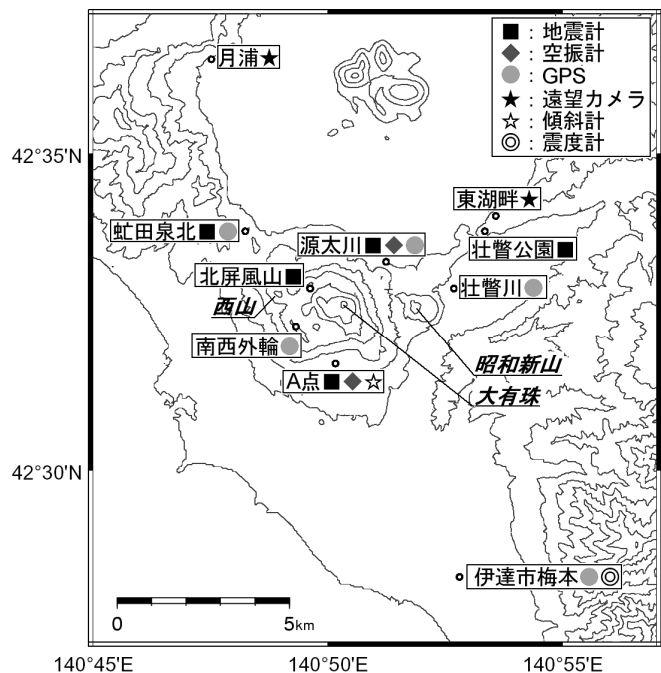 月浦★
■：地震計
◆：空振計
●：GPS
★：遠望カメラ
☆：傾斜計
◎：震度計
42°35'N
東湖畔★
虻田泉北■●
源太川■◆●
壮瞥公園■
北屏風山■
壮瞥川●
西山
南西外輪●
昭和新山
A点■◆☆
大有珠
42°30'N
伊達市梅本●◎
0
5km
140°45'E
140°50'E
140°55'E